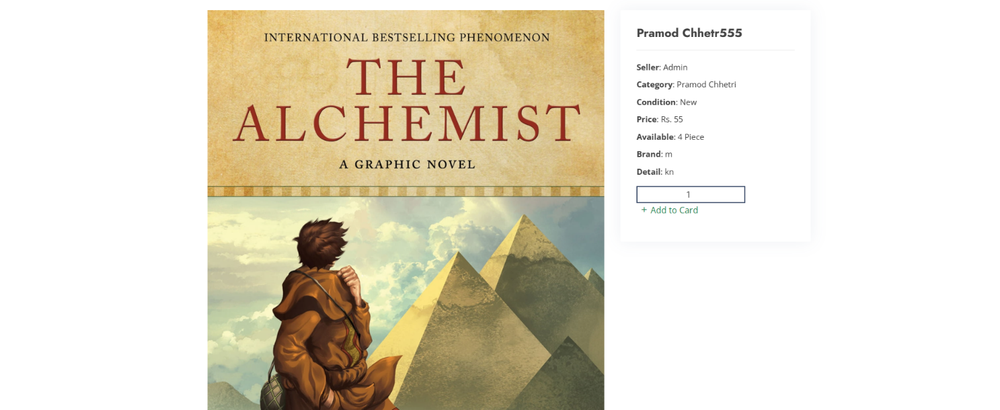 INTERNATIONAL BESTSELLING PHENOMENON
THE
ALCHEMIST
A GRAPHIC NOVEL
Pramod Chhetr555
Seller: Admin
Category: Pramod Chhetri
Condition: New
Price: Rs. 55
Available: 4 Piece
Brand: m
Detail: kn
1
+ Add to Card